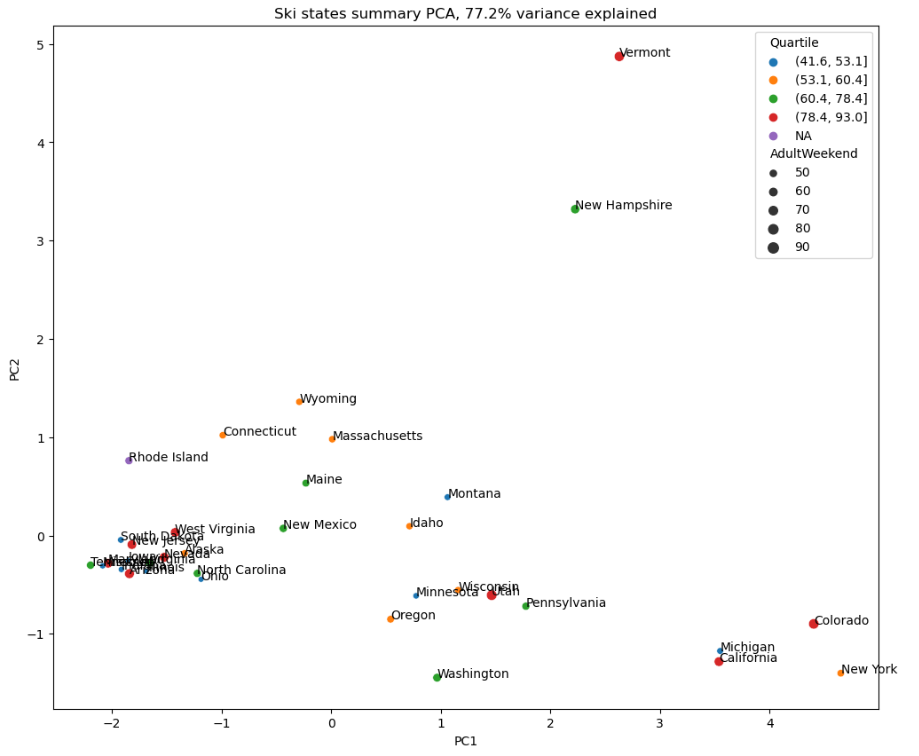 Ski states summary PCA, 77.2% variance explained
Quartile
(41.6, 53.1]
(53.1, 60.4]
(60.4, 78.4]
(78.4, 93.0]
NA
AdultWeekend
50
60
70
80
90
Vermont
New Hampshire
Wyoming
Connecticut
Massachusetts
Rhode Island
Maine
Montana
New Mexico
Idaho
West Virginia
South Dakota
New Jersey
Alaska
Nevada
Arizona
North Carolina
Ohio
Minnesota
Wisconsin
Utah
Pennsylvania
Oregon
Washington
Colorado
Michigan
California
New York
5
4
3
2
1
0
−1
PC2
−2
−1
0
1
2
3
4
PC1